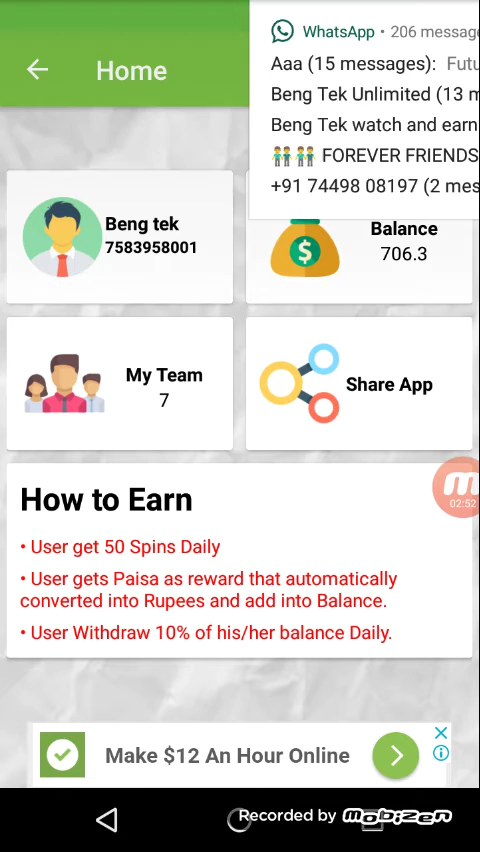 WhatsApp • 206 message
Home
Aaa (15 messages): Futu
Beng Tek Unlimited (13 m
Beng Tek watch and earn
FOREVER FRIENDS
+91 74498 08197 (2 mes
Beng tek
7583958001
Balance
706.3
My Team
7
Share App
How to Earn
02:52
• User get 50 Spins Daily
• User gets Paisa as reward that automatically
converted into Rupees and add into Balance.
• User Withdraw 10% of his/her balance Daily.
Make $12 An Hour Online
Recorded by mobizen